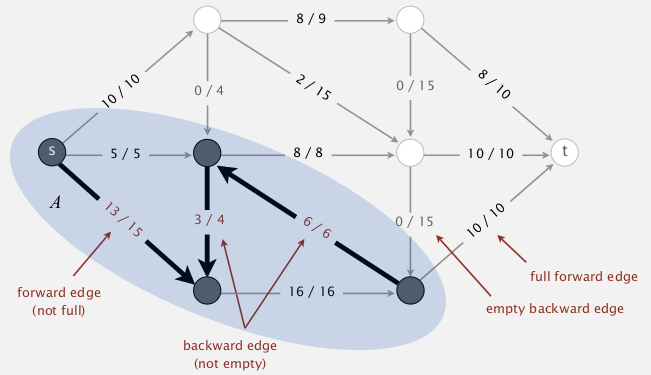 8 / 9
10 / 10
0 / 4
2 / 15
0 / 15
8 / 10
s
5 / 5
8 / 8
10 / 10
t
A
13 / 15
3 / 4
6 / 6
0 / 15
10 / 10
16 / 16
forward edge
(not full)
full forward edge
empty backward edge
backward edge
(not empty)